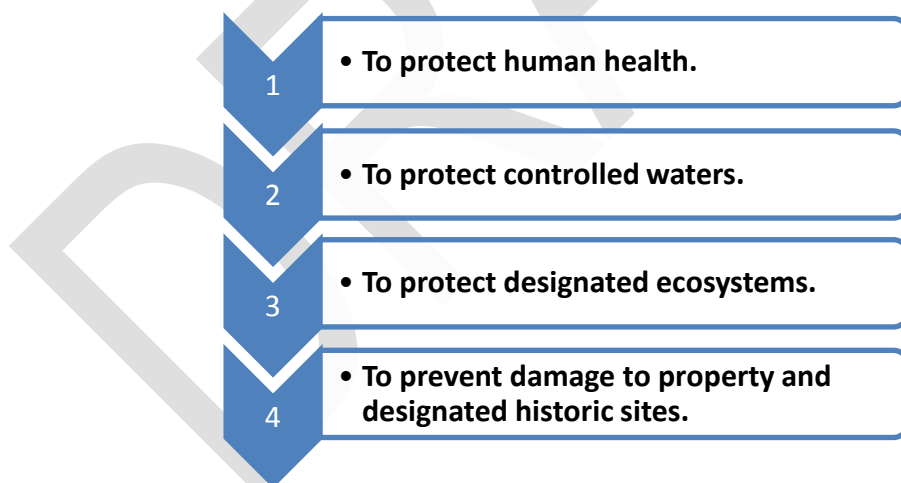 1
• To protect human health.
2
• To protect controlled waters.
3
• To protect designated ecosystems.
4
• To prevent damage to property and
designated historic sites.